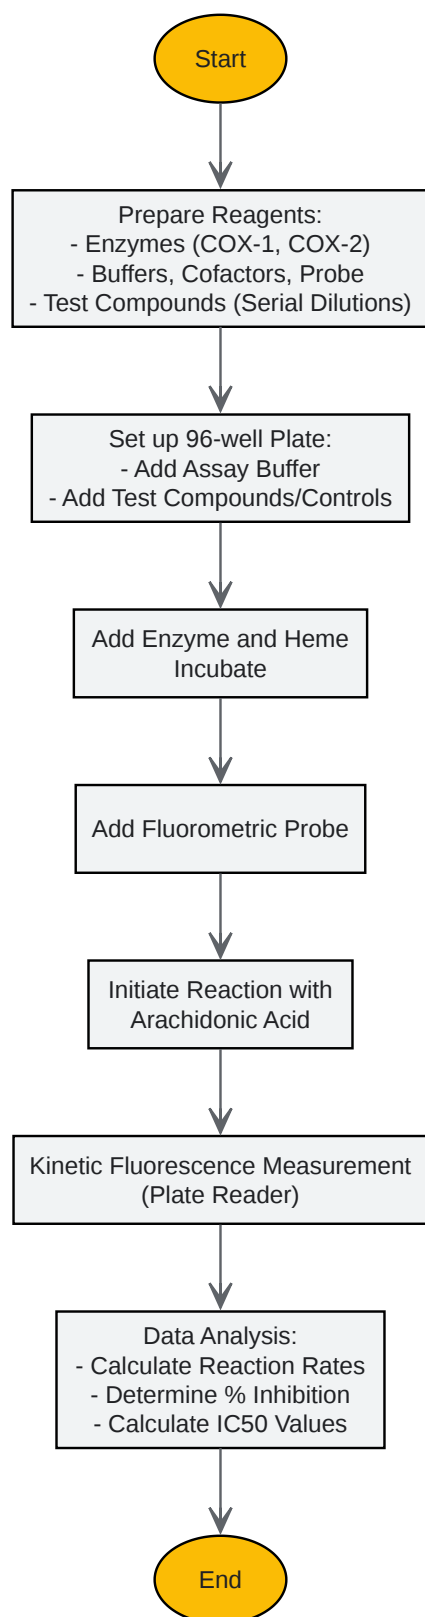 Start
Prepare Reagents:
- Enzymes (COX-1, COX-2)
- Buffers, Cofactors, Probe
- Test Compounds (Serial Dilutions)
Set up 96-well Plate:
- Add Assay Buffer
- Add Test Compounds/Controls
Add Enzyme and Heme
Incubate
Add Fluorometric Probe
Initiate Reaction with
Arachidonic Acid
Kinetic Fluorescence Measurement
(Plate Reader)
Data Analysis:
- Calculate Reaction Rates
- Determine % Inhibition
- Calculate IC50 Values
End